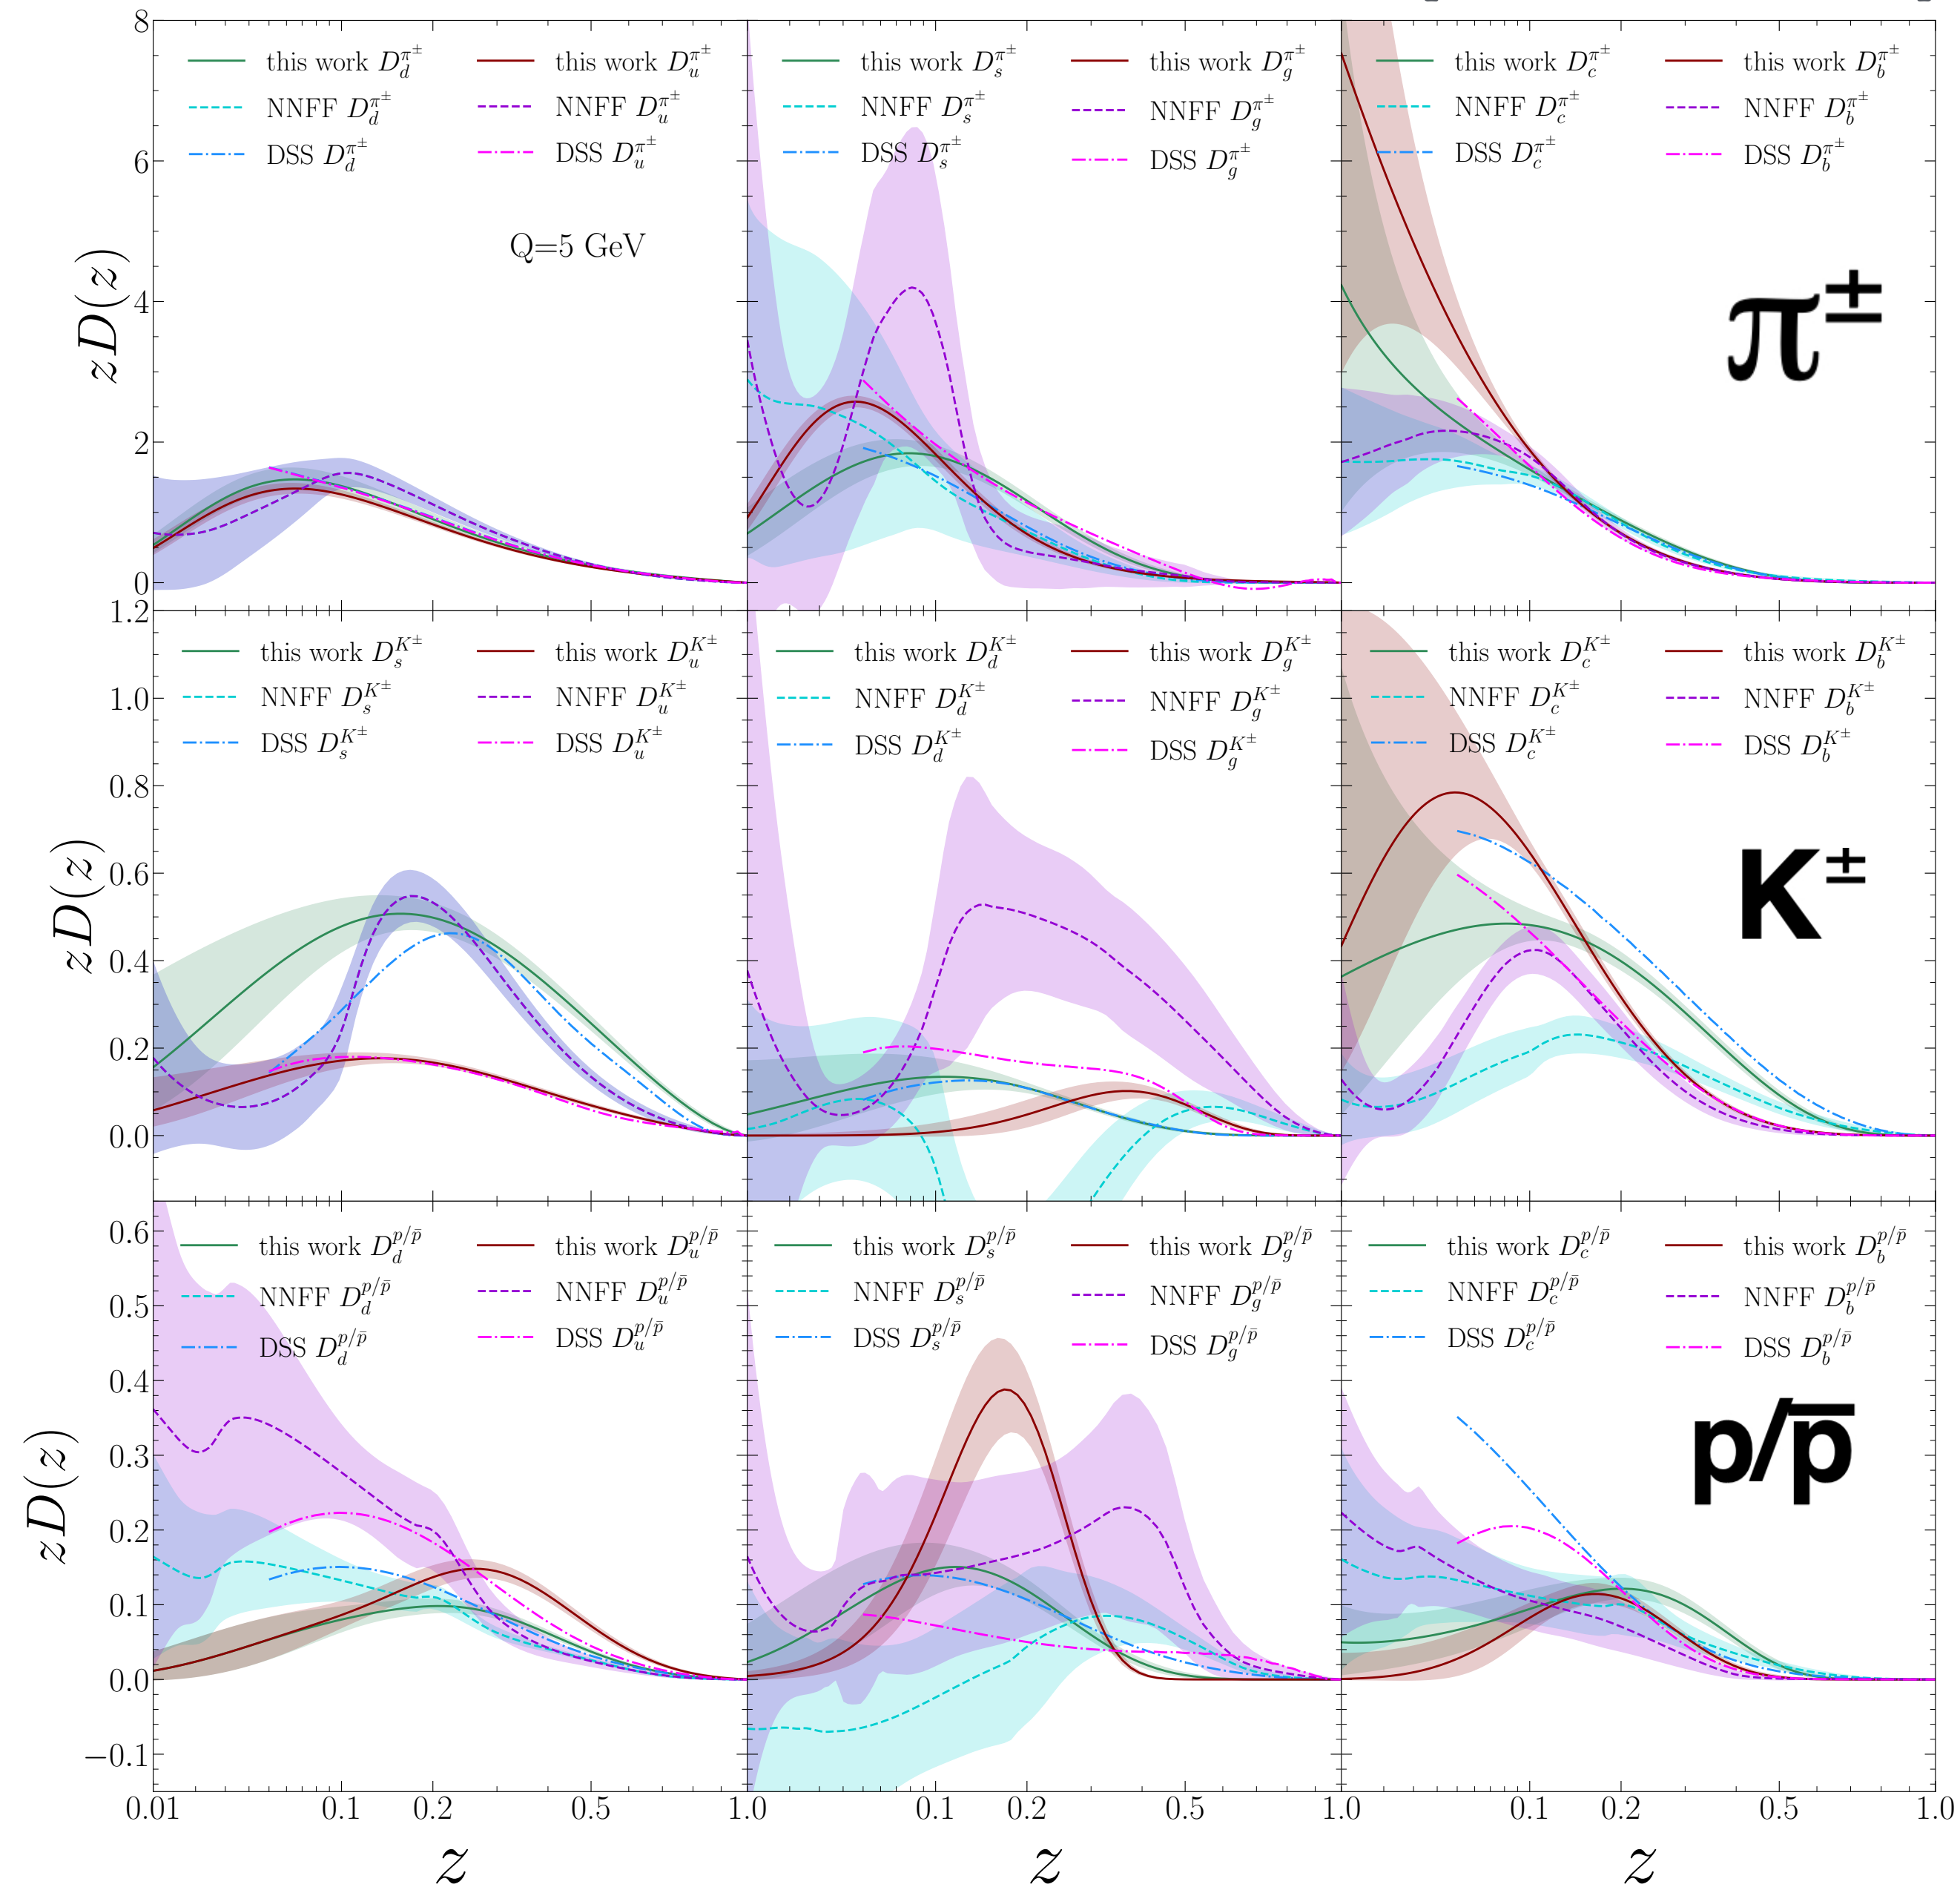 8
this work $D_d^{\pi^\pm}$ this work $D_u^{\pi^\pm}$ this work $D_s^{\pi^\pm}$ this work $D_g^{\pi^\pm}$ this work $D_c^{\pi^\pm}$ this work $D_b^{\pi^\pm}$
NNFF $D_d^{\pi^\pm}$ NNFF $D_u^{\pi^\pm}$ NNFF $D_s^{\pi^\pm}$ NNFF $D_g^{\pi^\pm}$ NNFF $D_c^{\pi^\pm}$ NNFF $D_b^{\pi^\pm}$
DSS $D_d^{\pi^\pm}$ DSS $D_u^{\pi^\pm}$ DSS $D_s^{\pi^\pm}$ DSS $D_g^{\pi^\pm}$ DSS $D_c^{\pi^\pm}$ DSS $D_b^{\pi^\pm}$
6
Q=5 GeV
zD(z)
4
π±
2
0
1.2
this work $D_s^{K^\pm}$ this work $D_u^{K^\pm}$ this work $D_d^{K^\pm}$ this work $D_g^{K^\pm}$ this work $D_c^{K^\pm}$ this work $D_b^{K^\pm}$
NNFF $D_s^{K^\pm}$ NNFF $D_u^{K^\pm}$ NNFF $D_d^{K^\pm}$ NNFF $D_g^{K^\pm}$ NNFF $D_c^{K^\pm}$ NNFF $D_b^{K^\pm}$
1.0
DSS $D_s^{K^\pm}$ DSS $D_u^{K^\pm}$ DSS $D_d^{K^\pm}$ DSS $D_g^{K^\pm}$ DSS $D_c^{K^\pm}$ DSS $D_b^{K^\pm}$
0.8
zD(z)
0.6
K±
0.4
0.2
0.0
0.6
this work $D_d^{p/\bar{p}}$ this work $D_u^{p/\bar{p}}$ this work $D_s^{p/\bar{p}}$ this work $D_g^{p/\bar{p}}$ this work $D_c^{p/\bar{p}}$ this work $D_b^{p/\bar{p}}$
NNFF $D_d^{p/\bar{p}}$ NNFF $D_u^{p/\bar{p}}$ NNFF $D_s^{p/\bar{p}}$ NNFF $D_g^{p/\bar{p}}$ NNFF $D_c^{p/\bar{p}}$ NNFF $D_b^{p/\bar{p}}$
0.5
DSS $D_d^{p/\bar{p}}$ DSS $D_u^{p/\bar{p}}$ DSS $D_s^{p/\bar{p}}$ DSS $D_g^{p/\bar{p}}$ DSS $D_c^{p/\bar{p}}$ DSS $D_b^{p/\bar{p}}$
0.4
p/p̅
zD(z)
0.3
0.2
0.1
0.0
−0.1
0.01 0.1 0.2 0.5 1.0 0.1 0.2 0.5 1.0 0.1 0.2 0.5 1.0
z z z